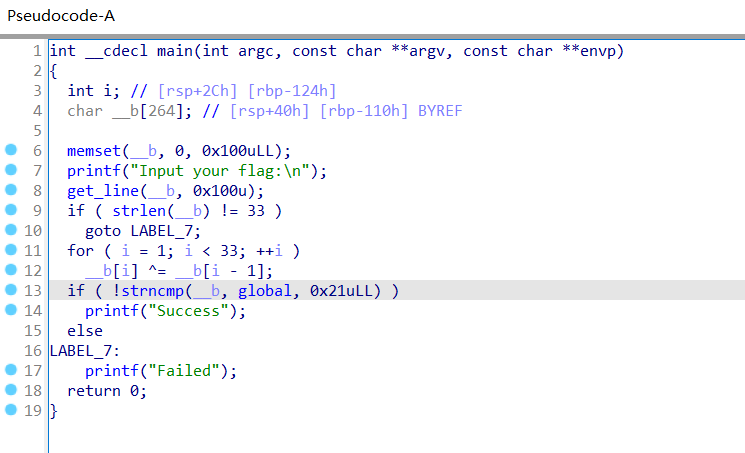 Pseudocode-A
1 int __cdecl main(int argc, const char **argv, const char **envp)
2 {
3   int i; // [rsp+2Ch] [rbp-124h]
4   char __b[264]; // [rsp+40h] [rbp-110h] BYREF
5
6   memset(__b, 0, 0x100uLL);
7   printf("Input your flag:\n");
8   get_line(__b, 0x100u);
9   if ( strlen(__b) != 33 )
10     goto LABEL_7;
11   for ( i = 1; i < 33; ++i )
12     __b[i] ^= __b[i - 1];
13   if ( !strncmp(__b, global, 0x21uLL) )
14     printf("Success");
15   else
16 LABEL_7:
17     printf("Failed");
18   return 0;
19 }